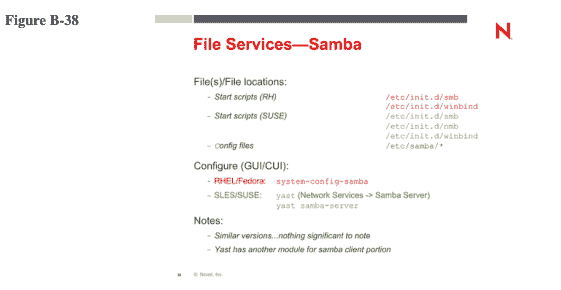 Figure B-38
N
File Services—Samba
File(s)/File locations:
– Start scripts (RH) /etc/init.d/smb
/etc/init.d/winbind
– Start scripts (SUSE) /etc/init.d/smb
/etc/init.d/nmb
/etc/init.d/winbind
– Config files /etc/samba/*
Configure (GUI/CUI):
– RHEL/Fedora: system-config-samba
– SLES/SUSE: yast (Network Services -> Samba Server)
yast samba-server
Notes:
– Similar versions...nothing significant to note
– Yast has another module for samba client portion
© Novell, Inc.